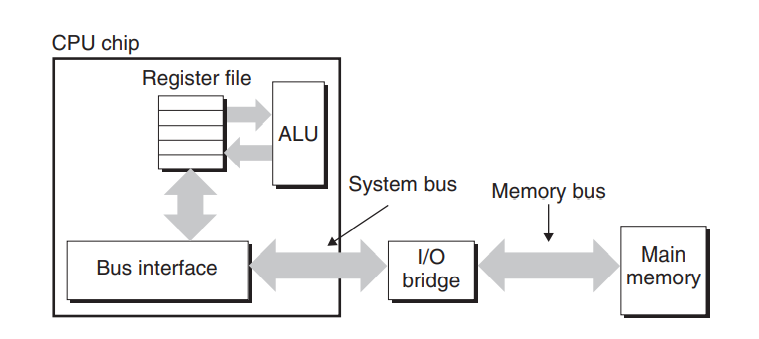 CPU chip
Register file
ALU
System bus
Memory bus
Bus interface
I/O
bridge
Main
memory